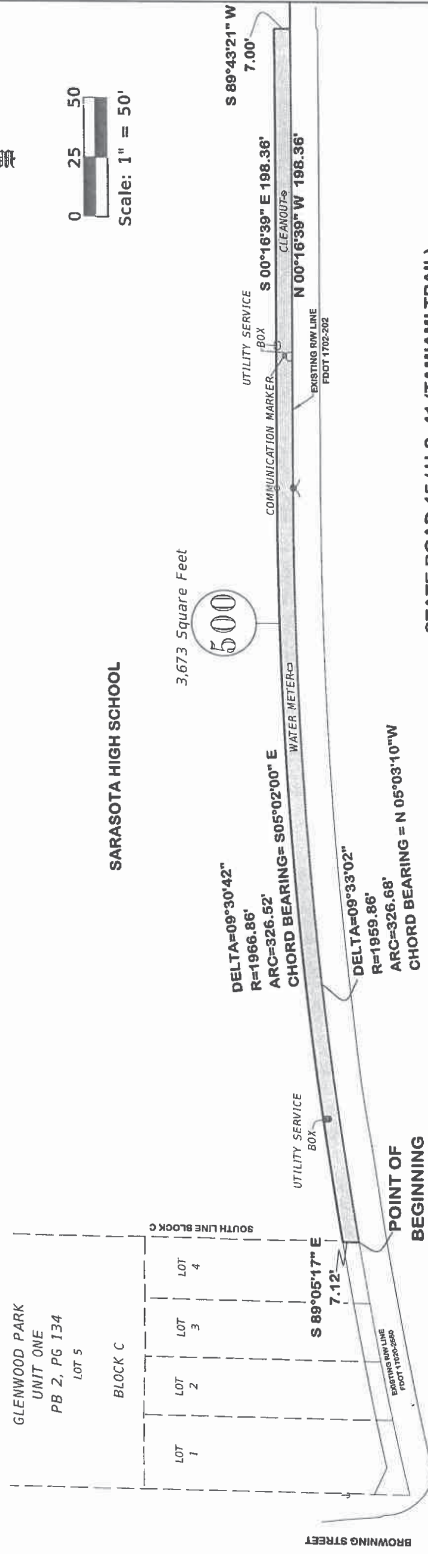 0 25 50
Scale: 1" = 50'
S 89°43'21" W
7.00'
S 00°16'39" E 198.36'
CLEANOUT
N 00°16'39" W 198.36'
UTILITY SERVICE
BOX
COMMUNICATION MARKER
EXISTING R/W LINE
FDOT 1702-202
3,673 Square Feet
500
SARASOTA HIGH SCHOOL
WATER METER
DELTA=09°30'42"
R=1966.86'
ARC=326.52'
CHORD BEARING= S05°02'00" E
DELTA=09°33'02"
R=1959.86'
ARC=326.68'
CHORD BEARING = N 05°03'10"W
UTILITY SERVICE
BOX
POINT OF
BEGINNING
S 89°05'17" E
7.12'
SOUTH LINE BLOCK C
GLENWOOD PARK
UNIT ONE
PB 2, PG 134
LOT 5
BLOCK C
LOT
4
LOT
3
LOT
2
LOT
1
EXISTING R/W LINE
BROWNING STREET